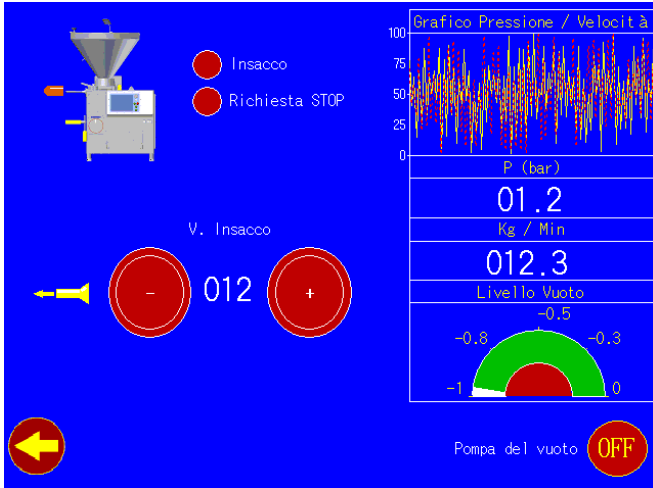 Grafico Pressione / Velocità
100
75
50
25
0
Insacco
Richiesta STOP
P (bar)
01.2
Kg / Min
012.3
V. Insacco
- 012 +
Livello Vuoto
-0.5
-0.8 -0.3
-1 0
Pompa del vuoto OFF